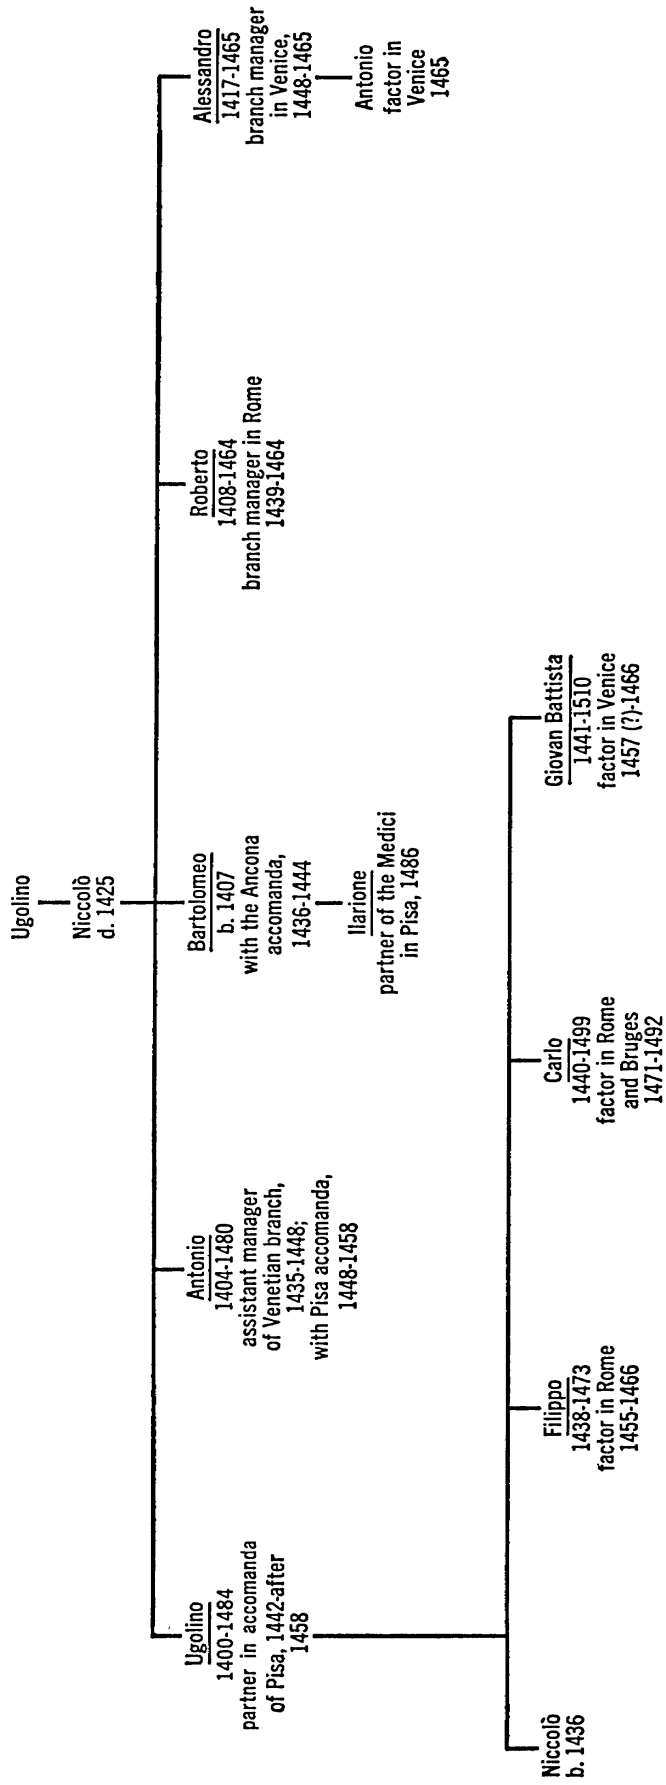 Ugolino
Niccolò
d. 1425
Ugolino
1400-1484
partner in accomanda
of Pisa, 1442-after
1458
Antonio
1404-1480
assistant manager
of Venetian branch,
1435-1448;
with Pisa accomanda,
1448-1458
Bartolomeo
b. 1407
with the Ancona
accomanda,
1436-1444
Roberto
1408-1464
branch manager in Rome
1439-1464
Alessandro
1417-1465
branch manager
in Venice,
1448-1465
Ilarione
partner of the Medici
in Pisa, 1486
Antonio
factor in
Venice
1465
Niccolò
b. 1436
Filippo
1438-1473
factor in Rome
1455-1466
Carlo
1440-1499
factor in Rome
and Bruges
1471-1492
Giovan Battista
1441-1510
factor in Venice
1457 (?)-1466